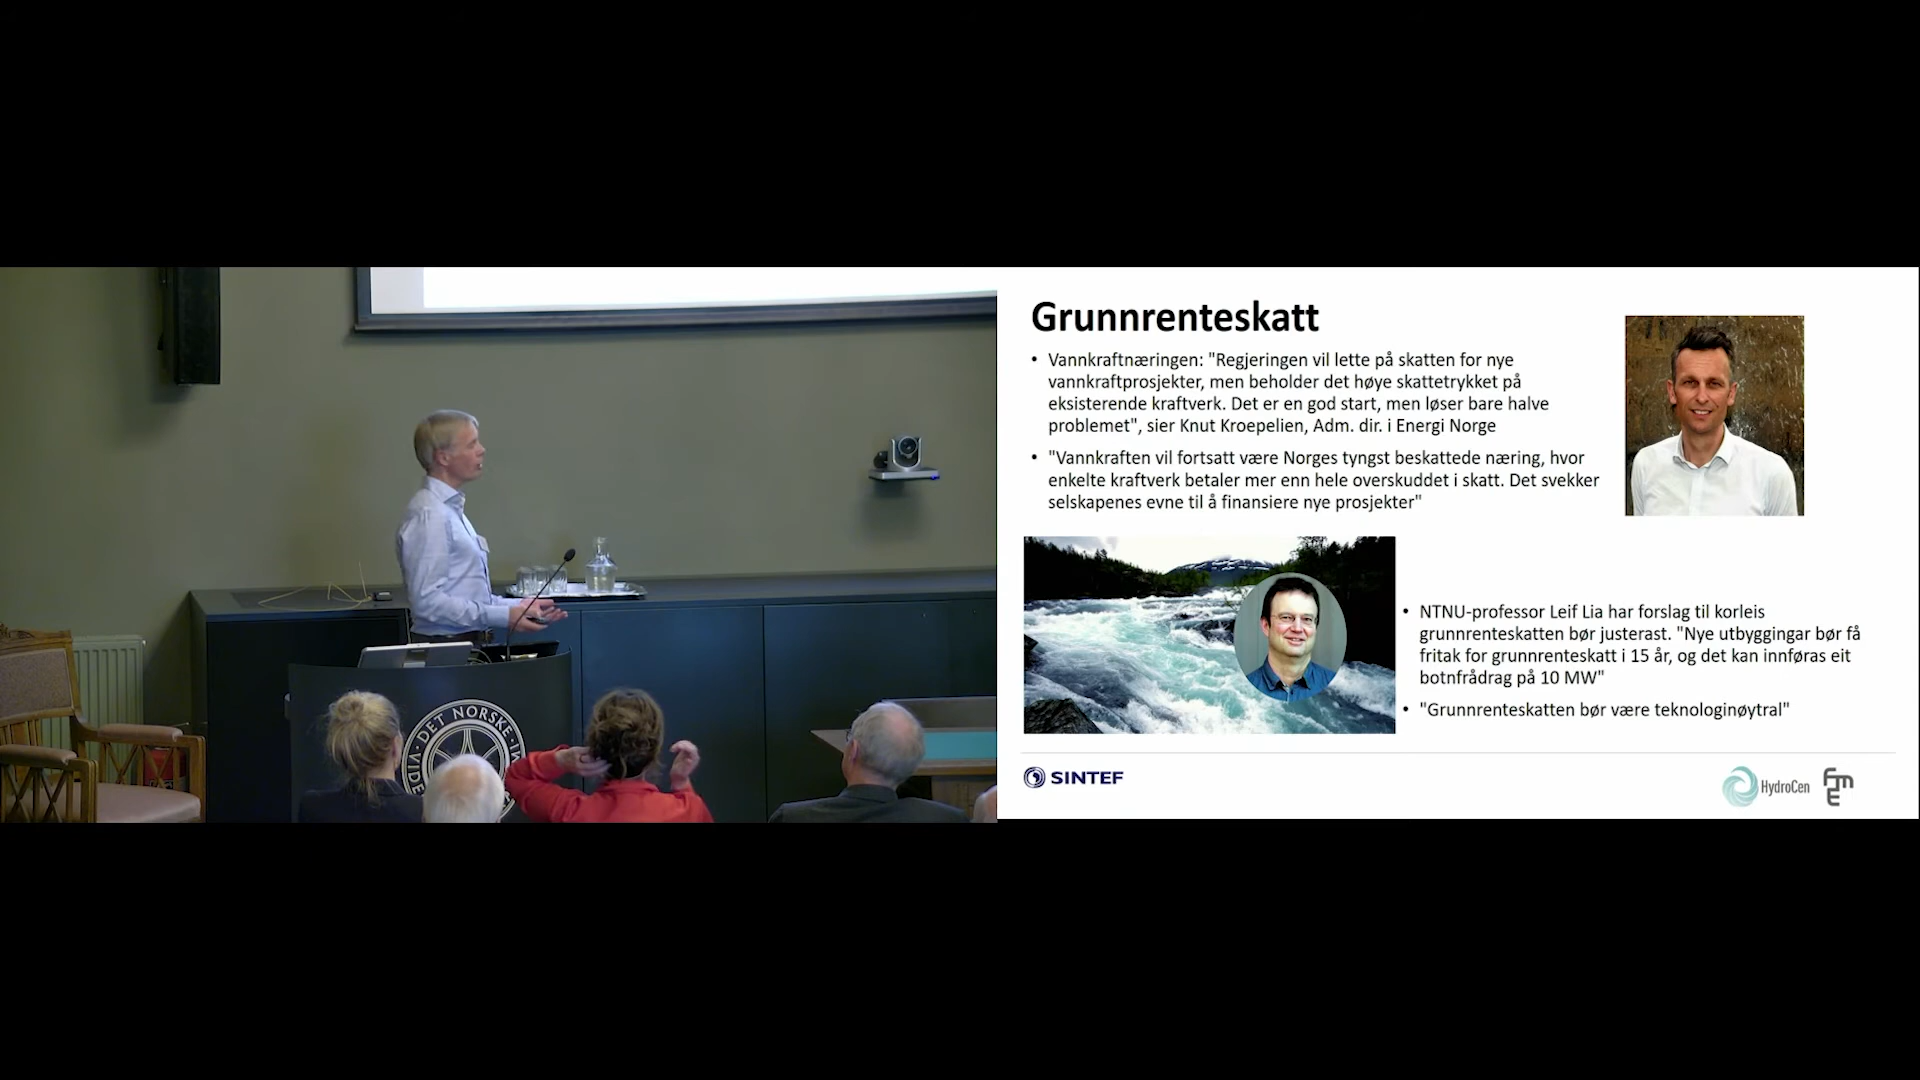 Grunnrenteskatt
• Vannkraftnæringen: "Regjeringen vil lette på skatten for nye
vannkraftprosjekter, men beholder det høye skattetrykket på
eksisterende kraftverk. Det er en god start, men løser bare halve
problemet", sier Knut Kroepelien, Adm. dir. i Energi Norge
• "Vannkraften vil fortsatt være Norges tyngst beskattede næring, hvor
enkelte kraftverk betaler mer enn hele overskuddet i skatt. Det svekker
selskapenes evne til å finansiere nye prosjekter"
• NTNU-professor Leif Lia har forslag til korleis
grunnrenteskatten bør justerast. "Nye utbyggingar bør få
fritak for grunnrenteskatt i 15 år, og det kan innføras eit
botnfrådrag på 10 MW"
• "Grunnrenteskatten bør være teknologinøytral"
SINTEF
HydroCen
FME
DET NORSKE